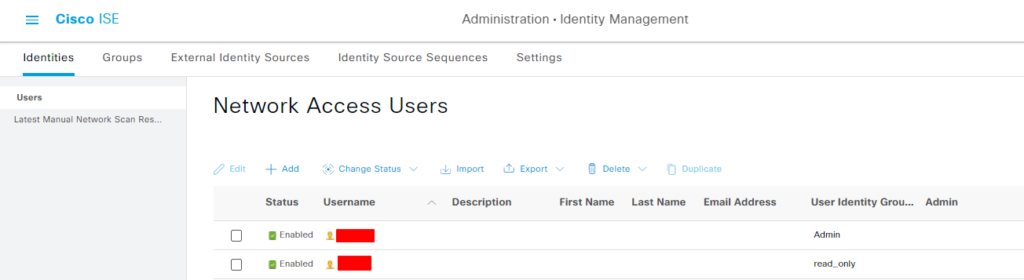 Cisco ISE Administration • Identity Management
Identities Groups External Identity Sources Identity Source Sequences Settings
Users
Latest Manual Network Scan Res...
Network Access Users
Edit Add Change Status Import Export Delete Duplicate
Status Username Description First Name Last Name Email Address User Identity Grou... Admin
Enabled Admin
Enabled read_only